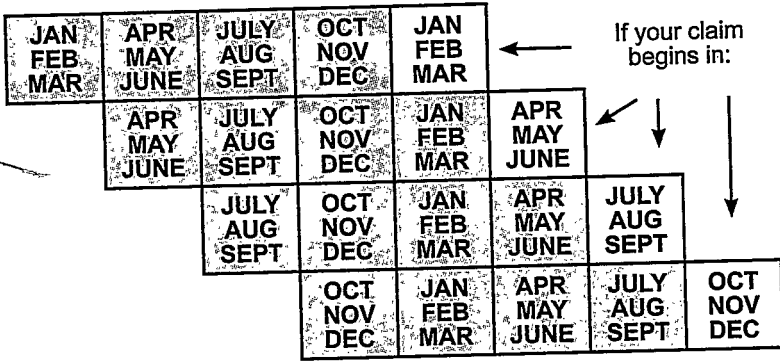 JAN APR JULY OCT JAN
FEB MAY AUG NOV FEB
MAR JUNE SEPT DEC MAR
If your claim
begins in:
APR JULY OCT JAN APR
MAY AUG NOV FEB MAY
JUNE SEPT DEC MAR JUNE
JULY OCT JAN APR JULY
AUG NOV FEB MAY AUG
SEPT DEC MAR JUNE SEPT
OCT JAN APR JULY OCT
NOV FEB MAY AUG NOV
DEC MAR JUNE SEPT DEC